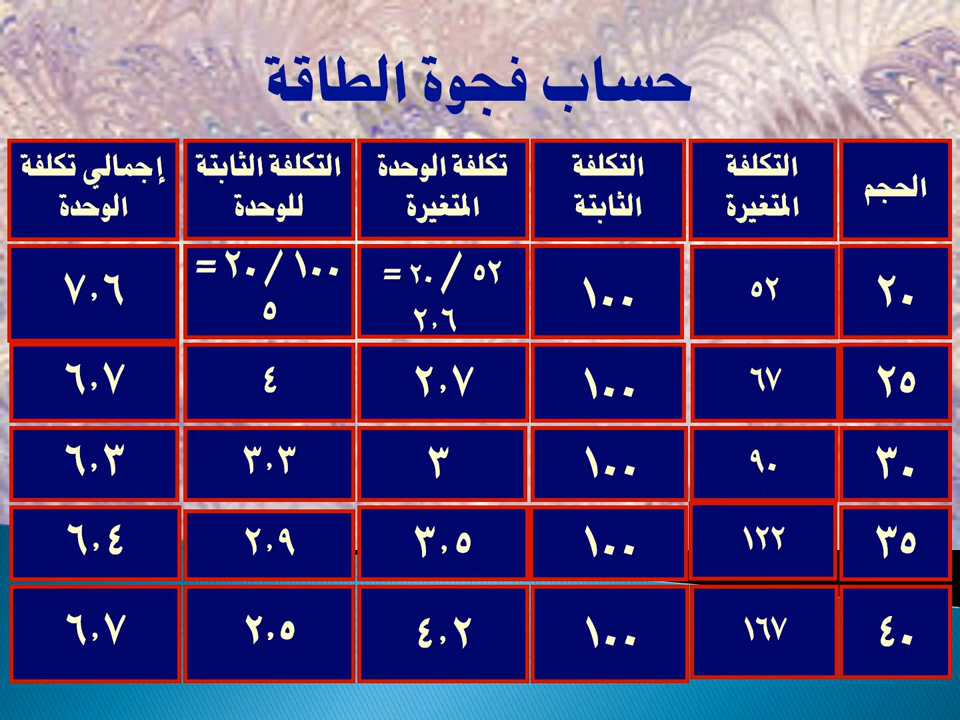 حساب فجوة الطاقة
الحجم
التكلفة
المتغيرة
التكلفة
الثابتة
تكلفة الوحدة
المتغيرة
التكلفة الثابتة
للوحدة
إجمالي تكلفة
الوحدة
٢٠
٥٢
١٠٠
٥٢ / ٢٠ =
٢,٦
١٠٠ / ٢٠ =
٥
٧,٦
٢٥
٦٧
١٠٠
٢,٧
٤
٦,٧
٣٠
٩٠
١٠٠
٣
٣,٣
٦,٣
٣٥
١٢٢
١٠٠
٣,٥
٢,٩
٦,٤
٤٠
١٦٧
١٠٠
٤,٢
٢,٥
٦,٧